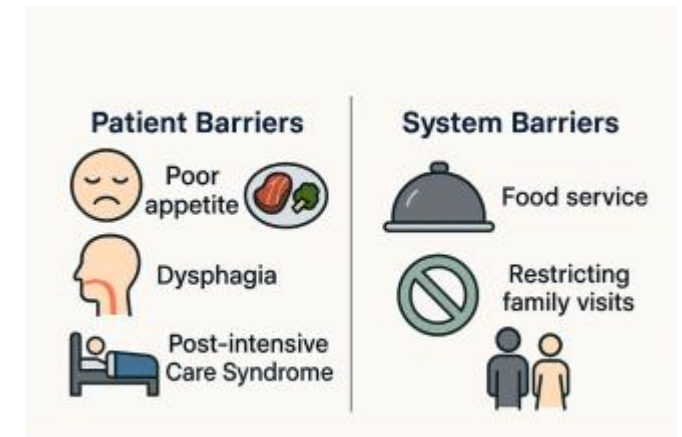 Patient Barriers
Poor
appetite
Dysphagia
Post-intensive
Care Syndrome
System Barriers
Food service
Restricting
family visits